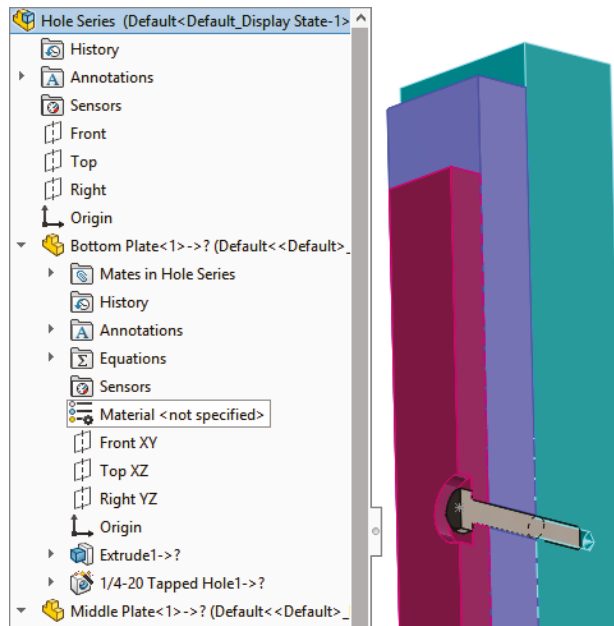 Hole Series (Default<Default_Display State-1>
History
Annotations
Sensors
Front
Top
Right
Origin
Bottom Plate<1>->? (Default<<Default>_
Mates in Hole Series
History
Annotations
Equations
Sensors
Material <not specified>
Front XY
Top XZ
Right YZ
Origin
Extrude1->?
1/4-20 Tapped Hole1->?
Middle Plate<1>->? (Default<<Default>_